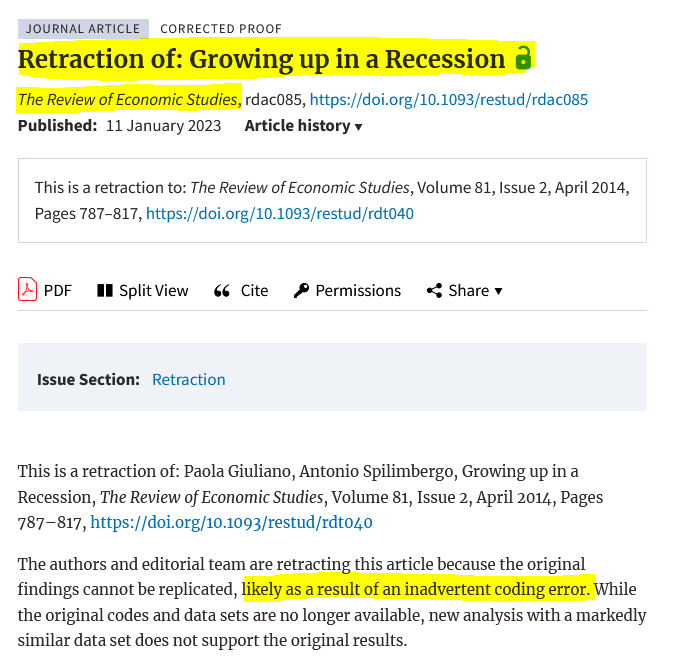 JOURNAL ARTICLE CORRECTED PROOF
Retraction of: Growing up in a Recession
The Review of Economic Studies, rdac085, https://doi.org/10.1093/restud/rdac085
Published: 11 January 2023 Article history
This is a retraction to: The Review of Economic Studies, Volume 81, Issue 2, April 2014,
Pages 787–817, https://doi.org/10.1093/restud/rdt040
PDF Split View Cite Permissions Share
Issue Section: Retraction
This is a retraction of: Paola Giuliano, Antonio Spilimbergo, Growing up in a
Recession, The Review of Economic Studies, Volume 81, Issue 2, April 2014, Pages
787–817, https://doi.org/10.1093/restud/rdt040
The authors and editorial team are retracting this article because the original
findings cannot be replicated, likely as a result of an inadvertent coding error. While
the original codes and data sets are no longer available, new analysis with a markedly
similar data set does not support the original results.